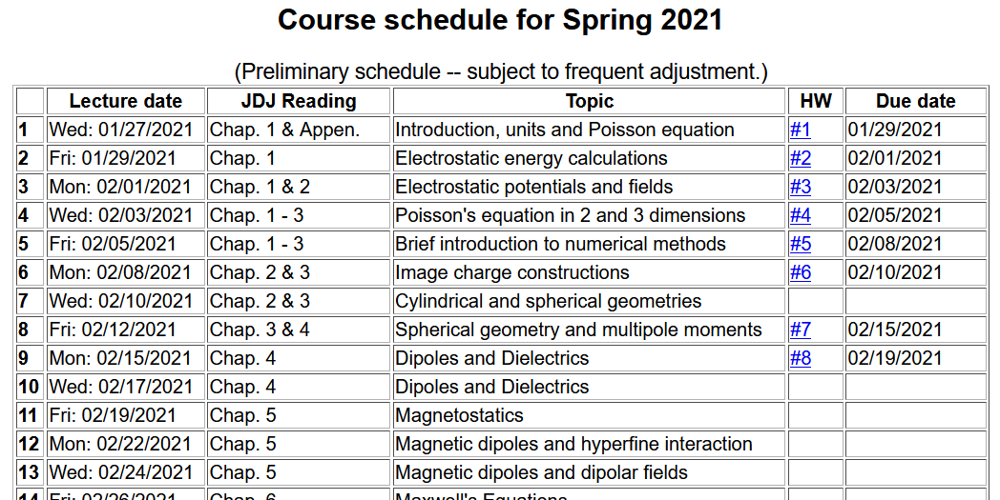 Course schedule for Spring 2021
(Preliminary schedule -- subject to frequent adjustment.)
Lecture date JDJ Reading Topic HW Due date
1 Wed: 01/27/2021 Chap. 1 & Appen. Introduction, units and Poisson equation #1 01/29/2021
2 Fri: 01/29/2021 Chap. 1 Electrostatic energy calculations #2 02/01/2021
3 Mon: 02/01/2021 Chap. 1 & 2 Electrostatic potentials and fields #3 02/03/2021
4 Wed: 02/03/2021 Chap. 1 - 3 Poisson's equation in 2 and 3 dimensions #4 02/05/2021
5 Fri: 02/05/2021 Chap. 1 - 3 Brief introduction to numerical methods #5 02/08/2021
6 Mon: 02/08/2021 Chap. 2 & 3 Image charge constructions #6 02/10/2021
7 Wed: 02/10/2021 Chap. 2 & 3 Cylindrical and spherical geometries
8 Fri: 02/12/2021 Chap. 3 & 4 Spherical geometry and multipole moments #7 02/15/2021
9 Mon: 02/15/2021 Chap. 4 Dipoles and Dielectrics #8 02/19/2021
10 Wed: 02/17/2021 Chap. 4 Dipoles and Dielectrics
11 Fri: 02/19/2021 Chap. 5 Magnetostatics
12 Mon: 02/22/2021 Chap. 5 Magnetic dipoles and hyperfine interaction
13 Wed: 02/24/2021 Chap. 5 Magnetic dipoles and dipolar fields
14 Fri: 02/26/2021 Chap. 6 Maxwell's Equations